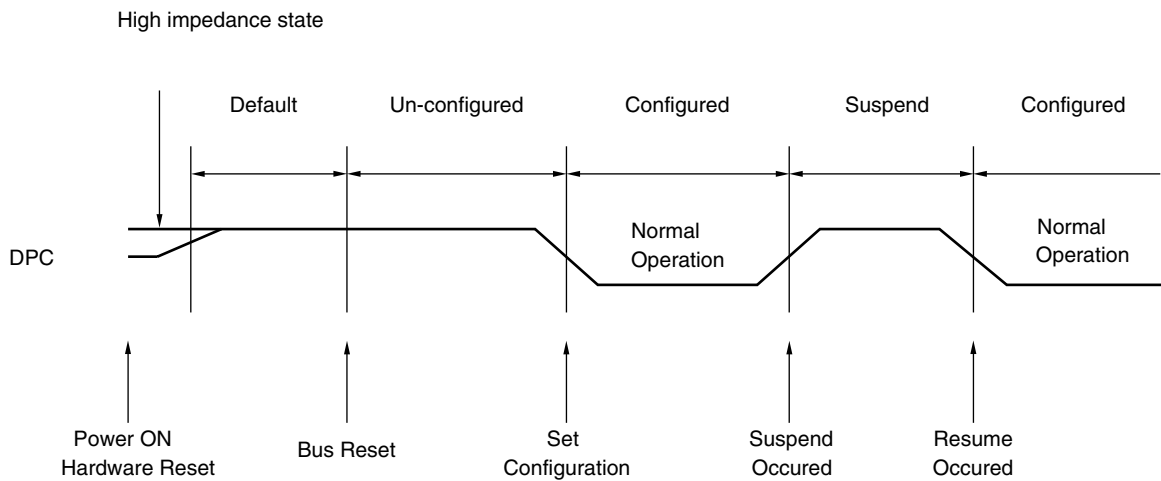 High impedance state
Default
Un-configured
Configured
Suspend
Configured
DPC
Normal
Operation
Normal
Operation
Power ON
Hardware Reset
Bus Reset
Set
Configuration
Suspend
Occured
Resume
Occured